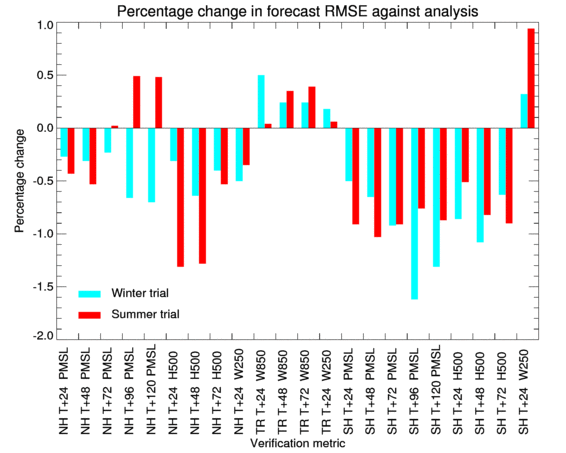 Percentage change in forecast RMSE against analysis
Percentage change
1.0
0.5
0.0
-0.5
-1.0
-1.5
-2.0
Winter trial
Summer trial
NH T+24 PMSL
NH T+48 PMSL
NH T+72 PMSL
NH T+96 PMSL
NH T+120 PMSL
NH T+24 H500
NH T+48 H500
NH T+72 H500
NH T+24 W250
TR T+24 W850
TR T+48 W850
TR T+72 W850
TR T+24 W250
SH T+24 PMSL
SH T+48 PMSL
SH T+72 PMSL
SH T+96 PMSL
SH T+120 PMSL
SH T+24 H500
SH T+48 H500
SH T+72 H500
SH T+24 W250
Verification metric